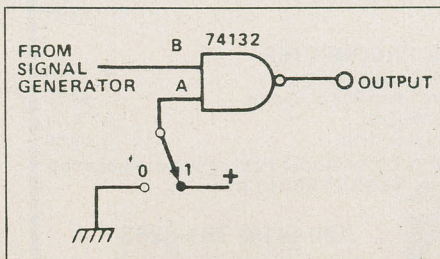 FROM
SIGNAL
GENERATOR
B
74132
A
OUTPUT
0
1
+